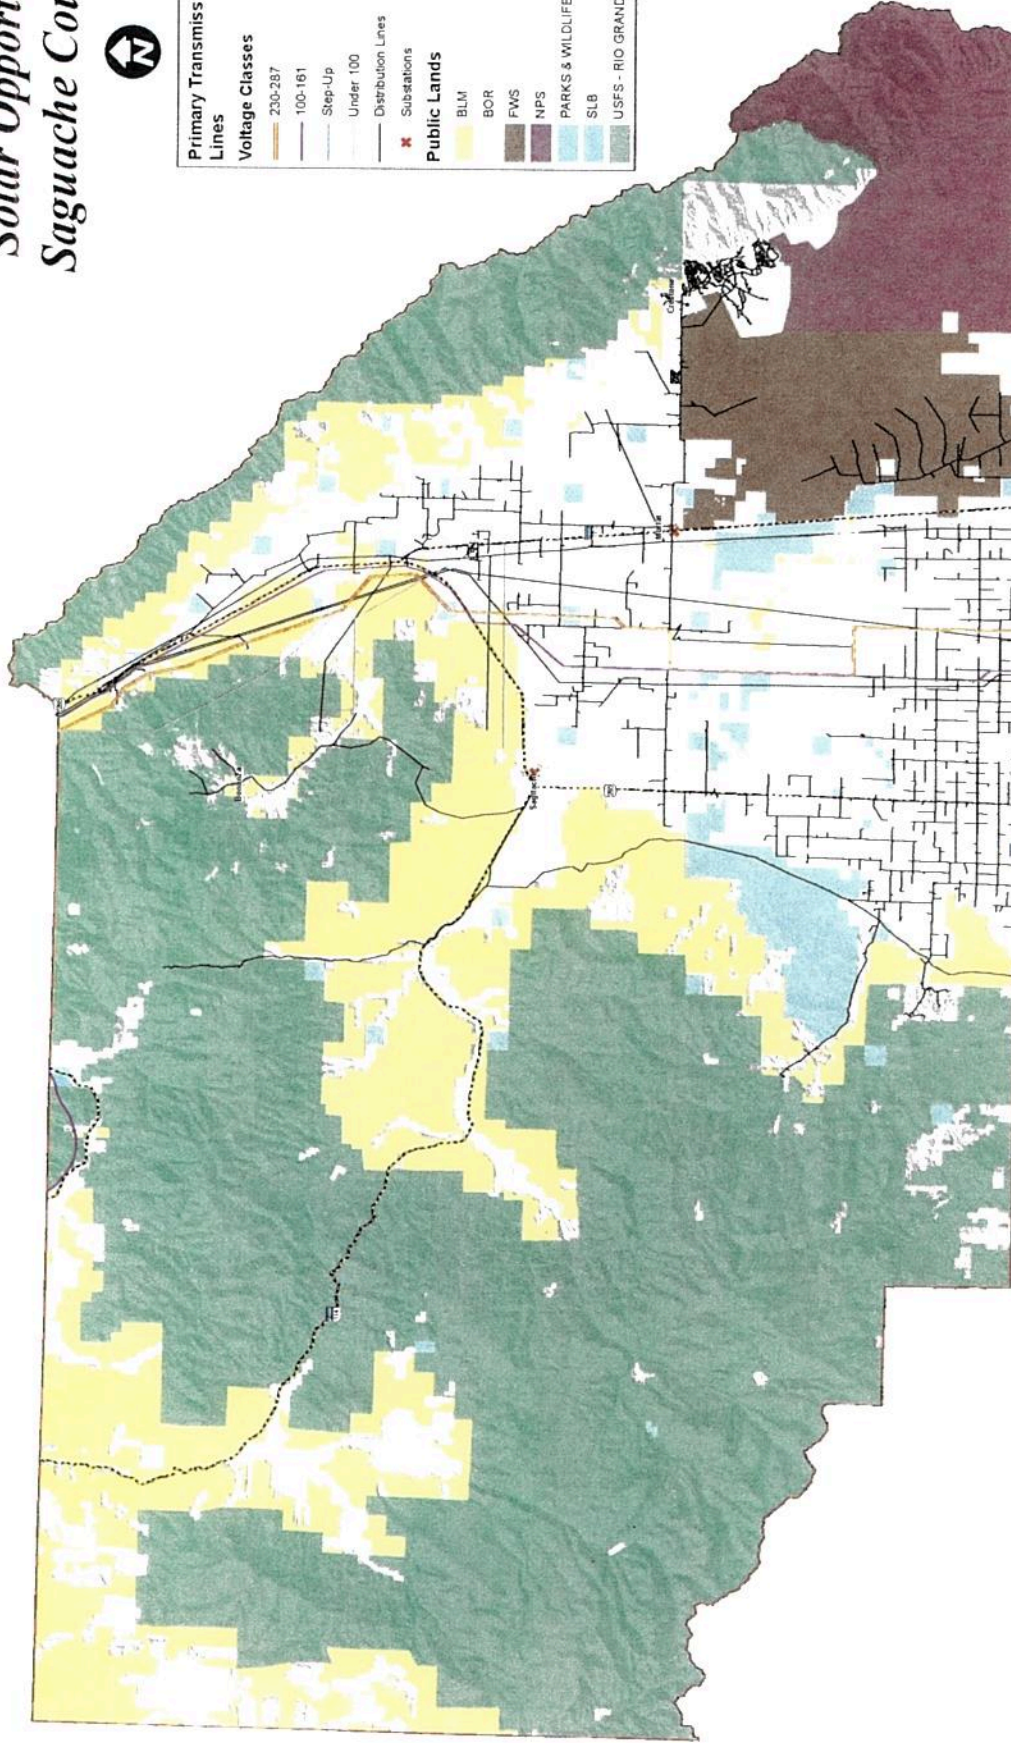 Solar Opport
Saguache Cou
N
Primary Transmiss
Lines
Voltage Classes
230-287
100-161
Step-Up
Under 100
Distribution Lines
Substations
Public Lands
BLM
BOR
FWS
NPS
PARKS & WILDLIFE
SLB
USFS - RIO GRAND